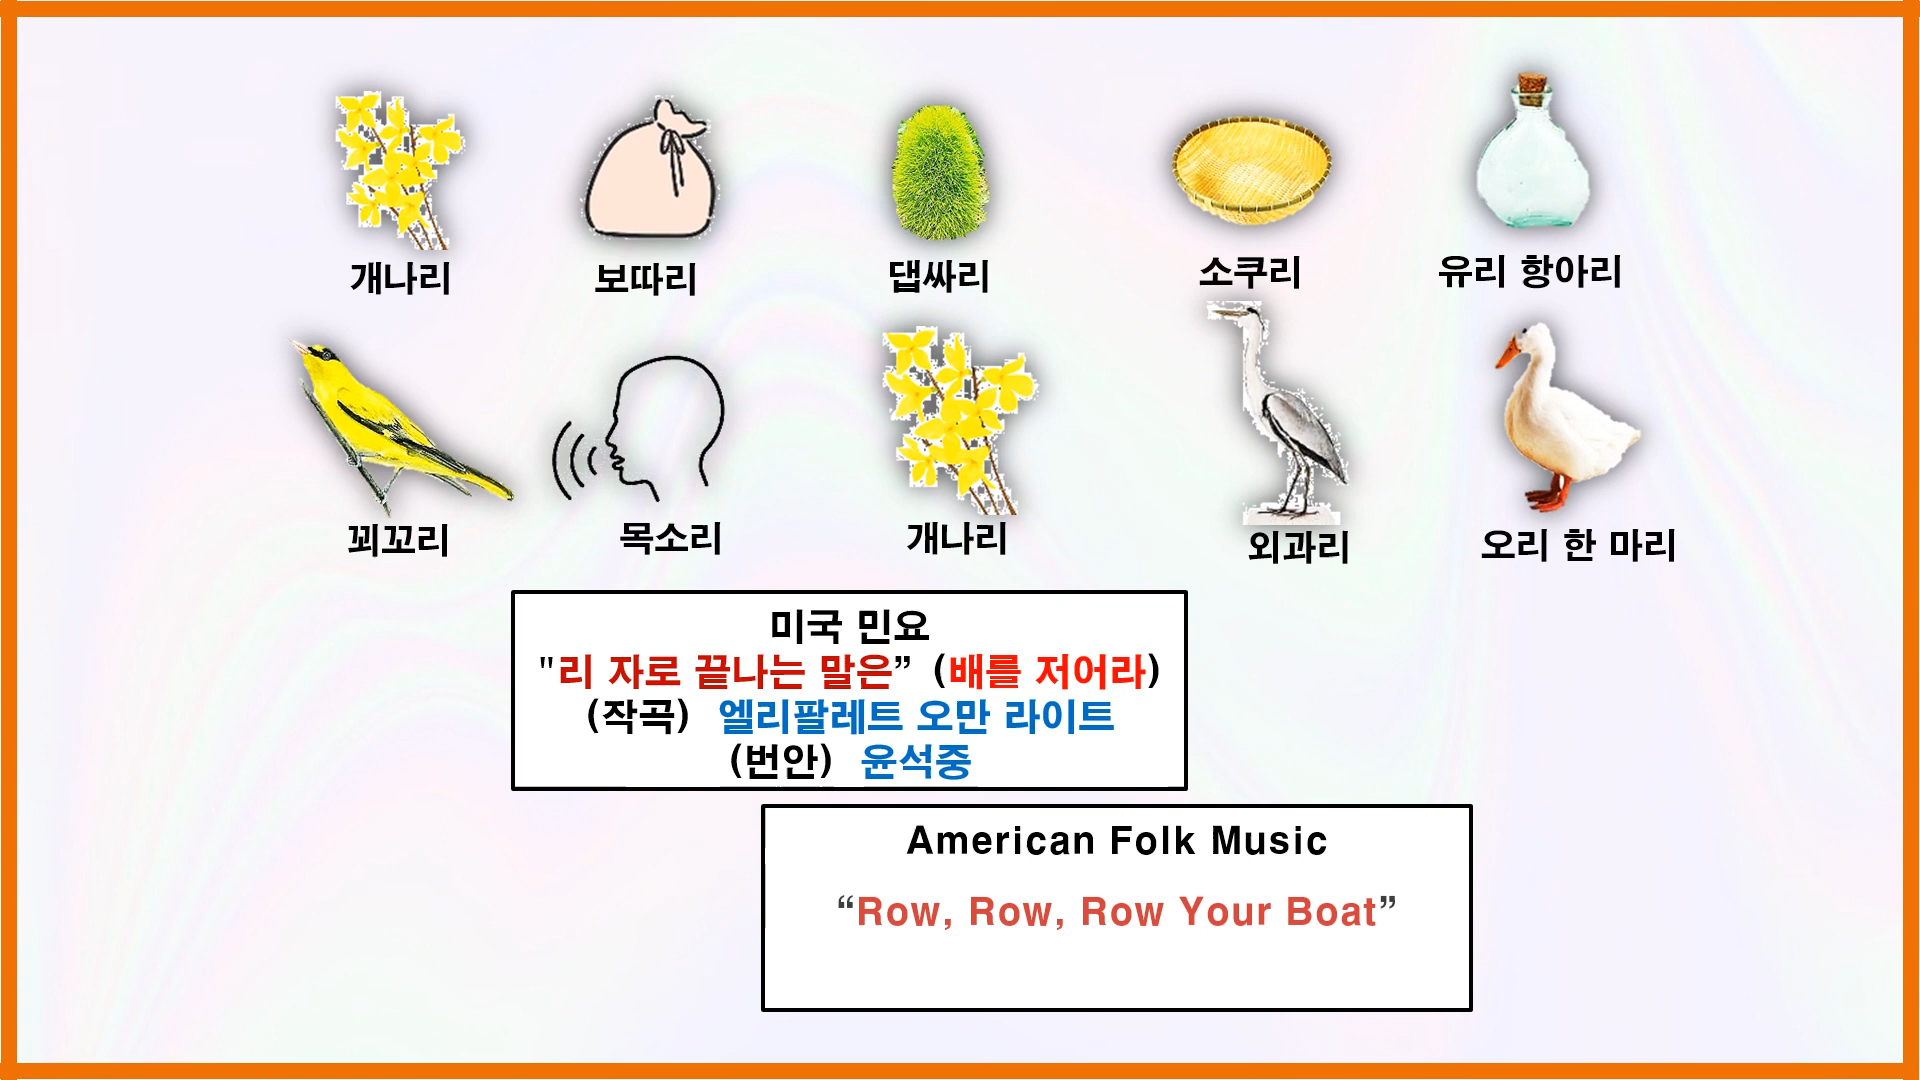 개나리
보따리
댑싸리
소쿠리
유리 항아리
꾀꼬리
목소리
개나리
외과리
오리 한 마리
미국 민요
"리 자로 끝나는 말은” (배를 저어라)
(작곡) 엘리팔레트 오만 라이트
(번안) 윤석중
American Folk Music
“Row, Row, Row Your Boat”